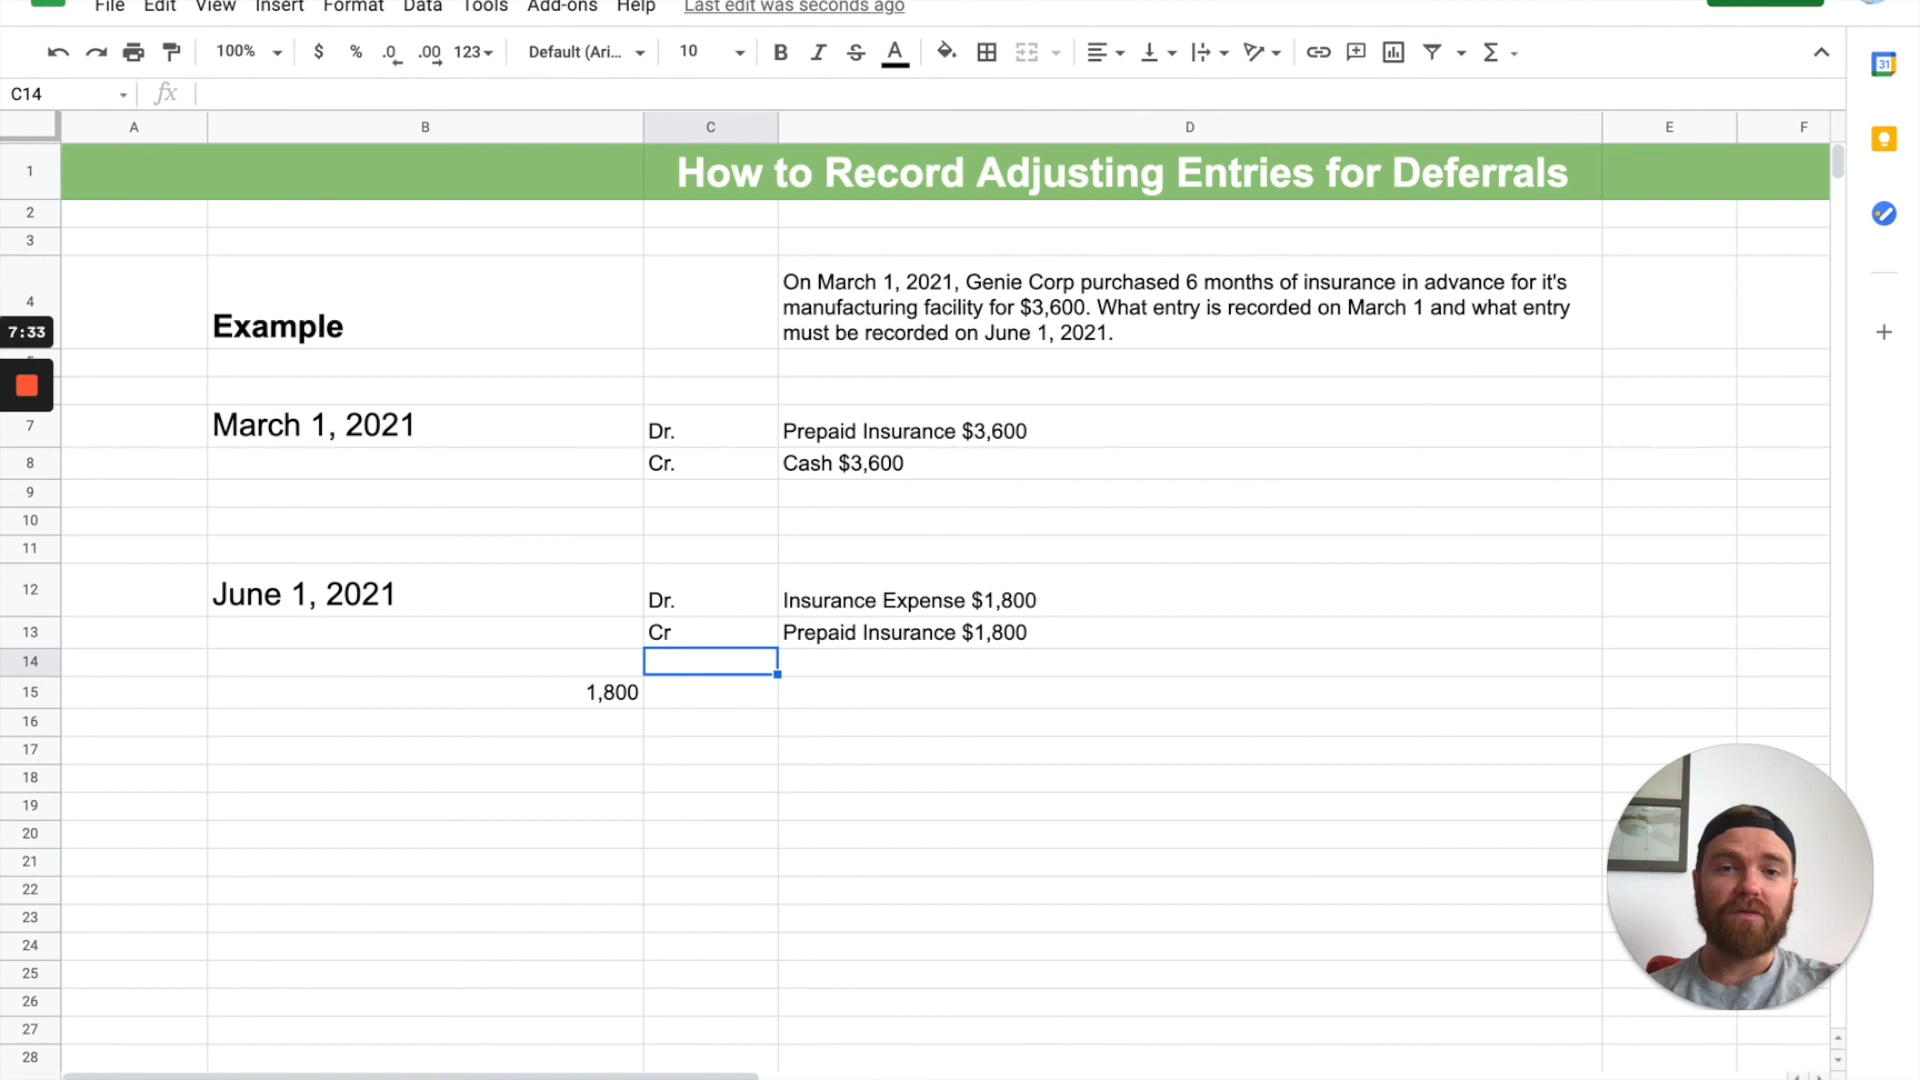 File Edit View Insert Format Data Tools Add-ons Help Last edit was seconds ago
100% $ % .0 .00 123 Default (Ari... 10 B I S A Σ
31
C14 fx
A B C D E F
1 How to Record Adjusting Entries for Deferrals
2
3
On March 1, 2021, Genie Corp purchased 6 months of insurance in advance for it's
4 manufacturing facility for $3,600. What entry is recorded on March 1 and what entry
7:33 Example must be recorded on June 1, 2021.
7 March 1, 2021 Dr. Prepaid Insurance $3,600
8 Cr. Cash $3,600
9
10
11
12 June 1, 2021 Dr. Insurance Expense $1,800
13 Cr Prepaid Insurance $1,800
14
15 1,800
16
17
18
19
20
21
22
23
24
25
26
27
28